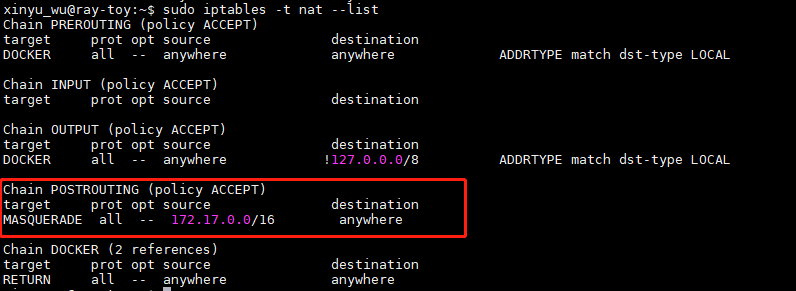 xinyu_wu@ray-toy:~$ sudo iptables -t nat --list
Chain PREROUTING (policy ACCEPT)
target     prot opt source               destination
DOCKER     all  --  anywhere             anywhere             ADDRTYPE match dst-type LOCAL
Chain INPUT (policy ACCEPT)
target     prot opt source               destination
Chain OUTPUT (policy ACCEPT)
target     prot opt source               destination
DOCKER     all  --  anywhere            !127.0.0.0/8          ADDRTYPE match dst-type LOCAL
Chain POSTROUTING (policy ACCEPT)
target     prot opt source               destination
MASQUERADE  all  --  172.17.0.0/16        anywhere
Chain DOCKER (2 references)
target     prot opt source               destination
RETURN     all  --  anywhere             anywhere